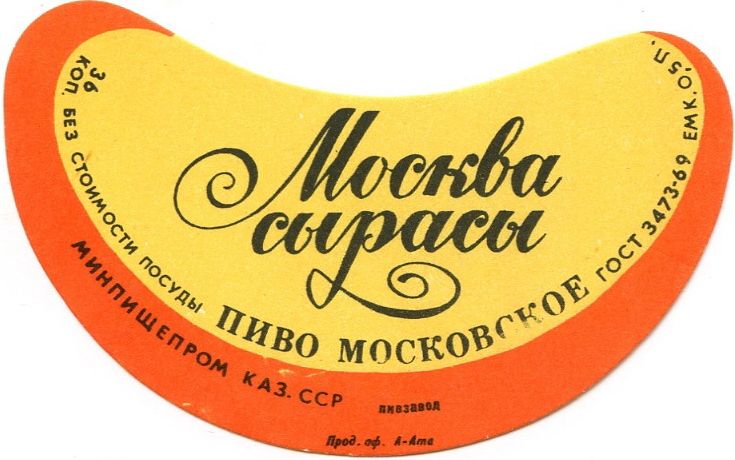 Москва
сырасы
ПИВО МОСКОВСКОЕ
36
КОП. БЕЗ СТОИМОСТИ ПОСУДЫ
ГОСТ 3473-69 ЕМК. 0,5 Л.
МИНПИЩЕПРОМ КАЗ. ССР
пивзавод
Прод. оф. А-Ата